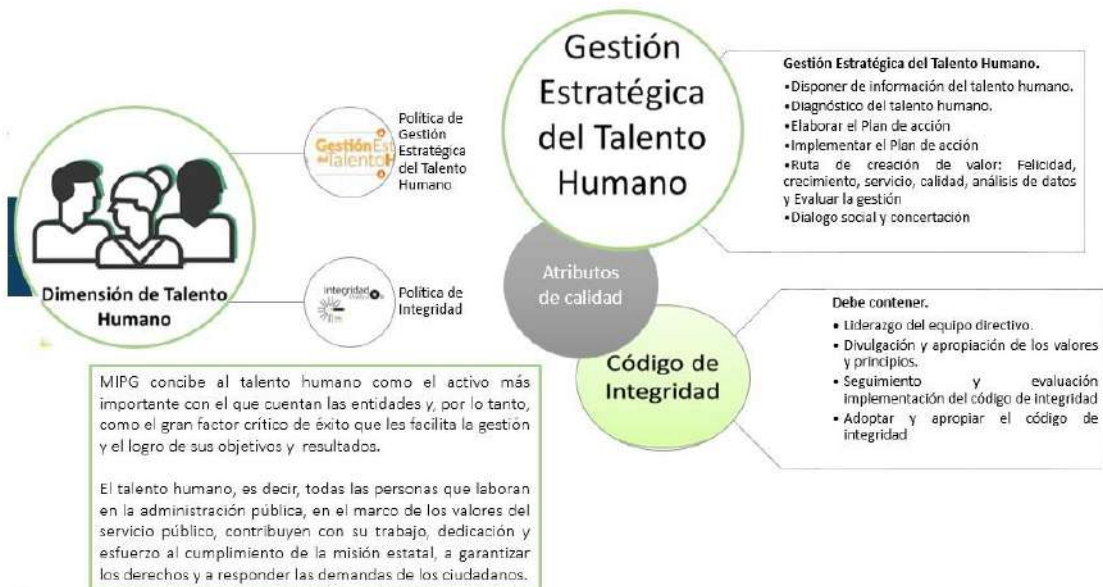 Dimensión de Talento
Humano
GestiónEst
delTalentoH
Política de
Gestión
Estratégica
del Talento
Humano
integridad
Política de
Integridad
MIPG concibe al talento humano como el activo más
importante con el que cuentan las entidades y, por lo tanto,
como el gran factor crítico de éxito que les facilita la gestión
y el logro de sus objetivos y resultados.
El talento humano, es decir, todas las personas que laboran
en la administración pública, en el marco de los valores del
servicio público, contribuyen con su trabajo, dedicación y
esfuerzo al cumplimiento de la misión estatal, a garantizar
los derechos y a responder las demandas de los ciudadanos.
Gestión
Estratégica
del Talento
Humano
Atributos
de calidad
Código de
Integridad
Gestión Estratégica del Talento Humano.
•Disponer de información del talento humano.
•Diagnóstico del talento humano.
•Elaborar el Plan de acción
•Implementar el Plan de acción
•Ruta de creación de valor: Felicidad,
crecimiento, servicio, calidad, análisis de datos
y Evaluar la gestión
•Dialogo social y concertación
Debe contener.
• Liderazgo del equipo directivo.
• Divulgación y apropiación de los valores
y principios.
• Seguimiento y evaluación
implementación del código de integridad
• Adoptar y apropiar el código de
integridad